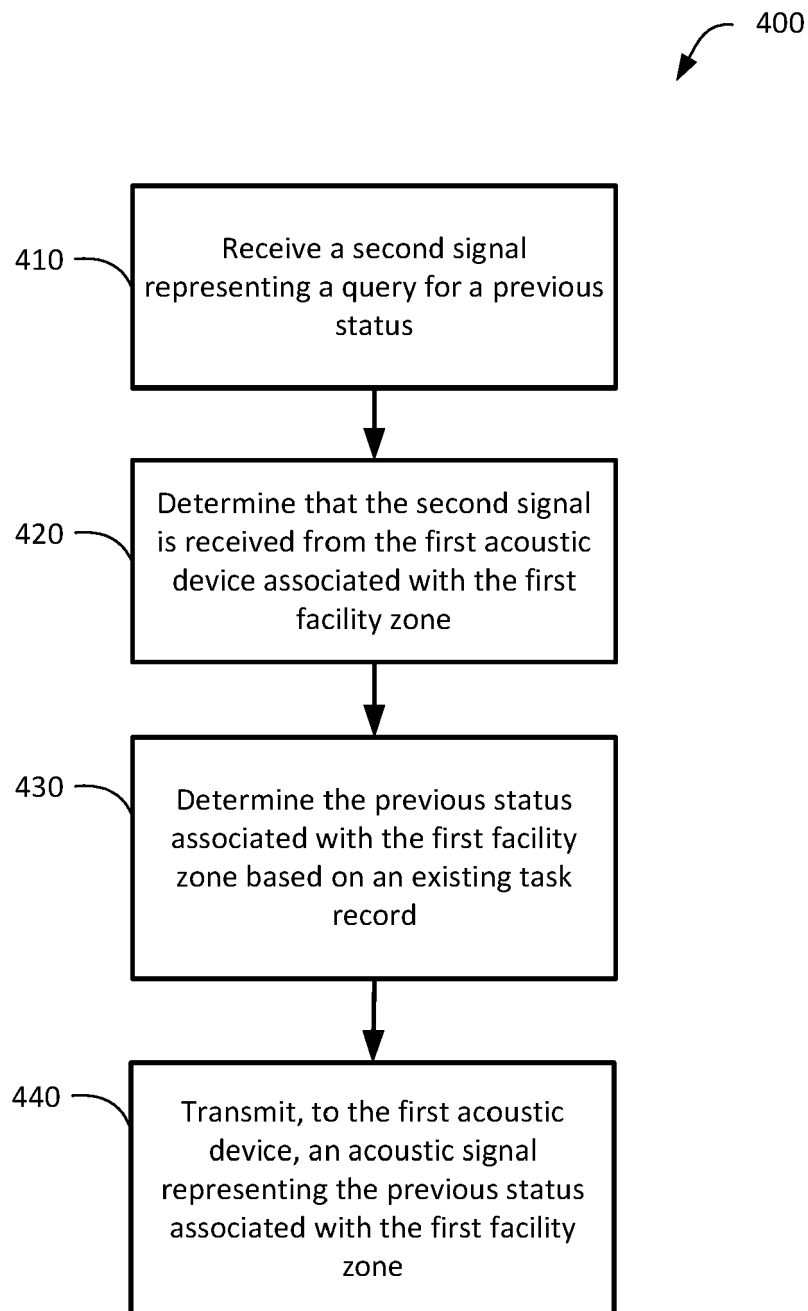 400
410
Receive a second signal
representing a query for a previous
status
420
Determine that the second signal
is received from the first acoustic
device associated with the first
facility zone
430
Determine the previous status
associated with the first facility
zone based on an existing task
record
440
Transmit, to the first acoustic
device, an acoustic signal
representing the previous status
associated with the first facility
zone